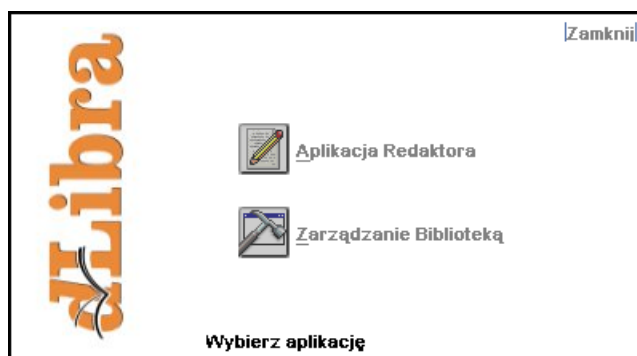 Zamknij
dLibra
Aplikacja Redaktora
Zarządzanie Biblioteką
Wybierz aplikację